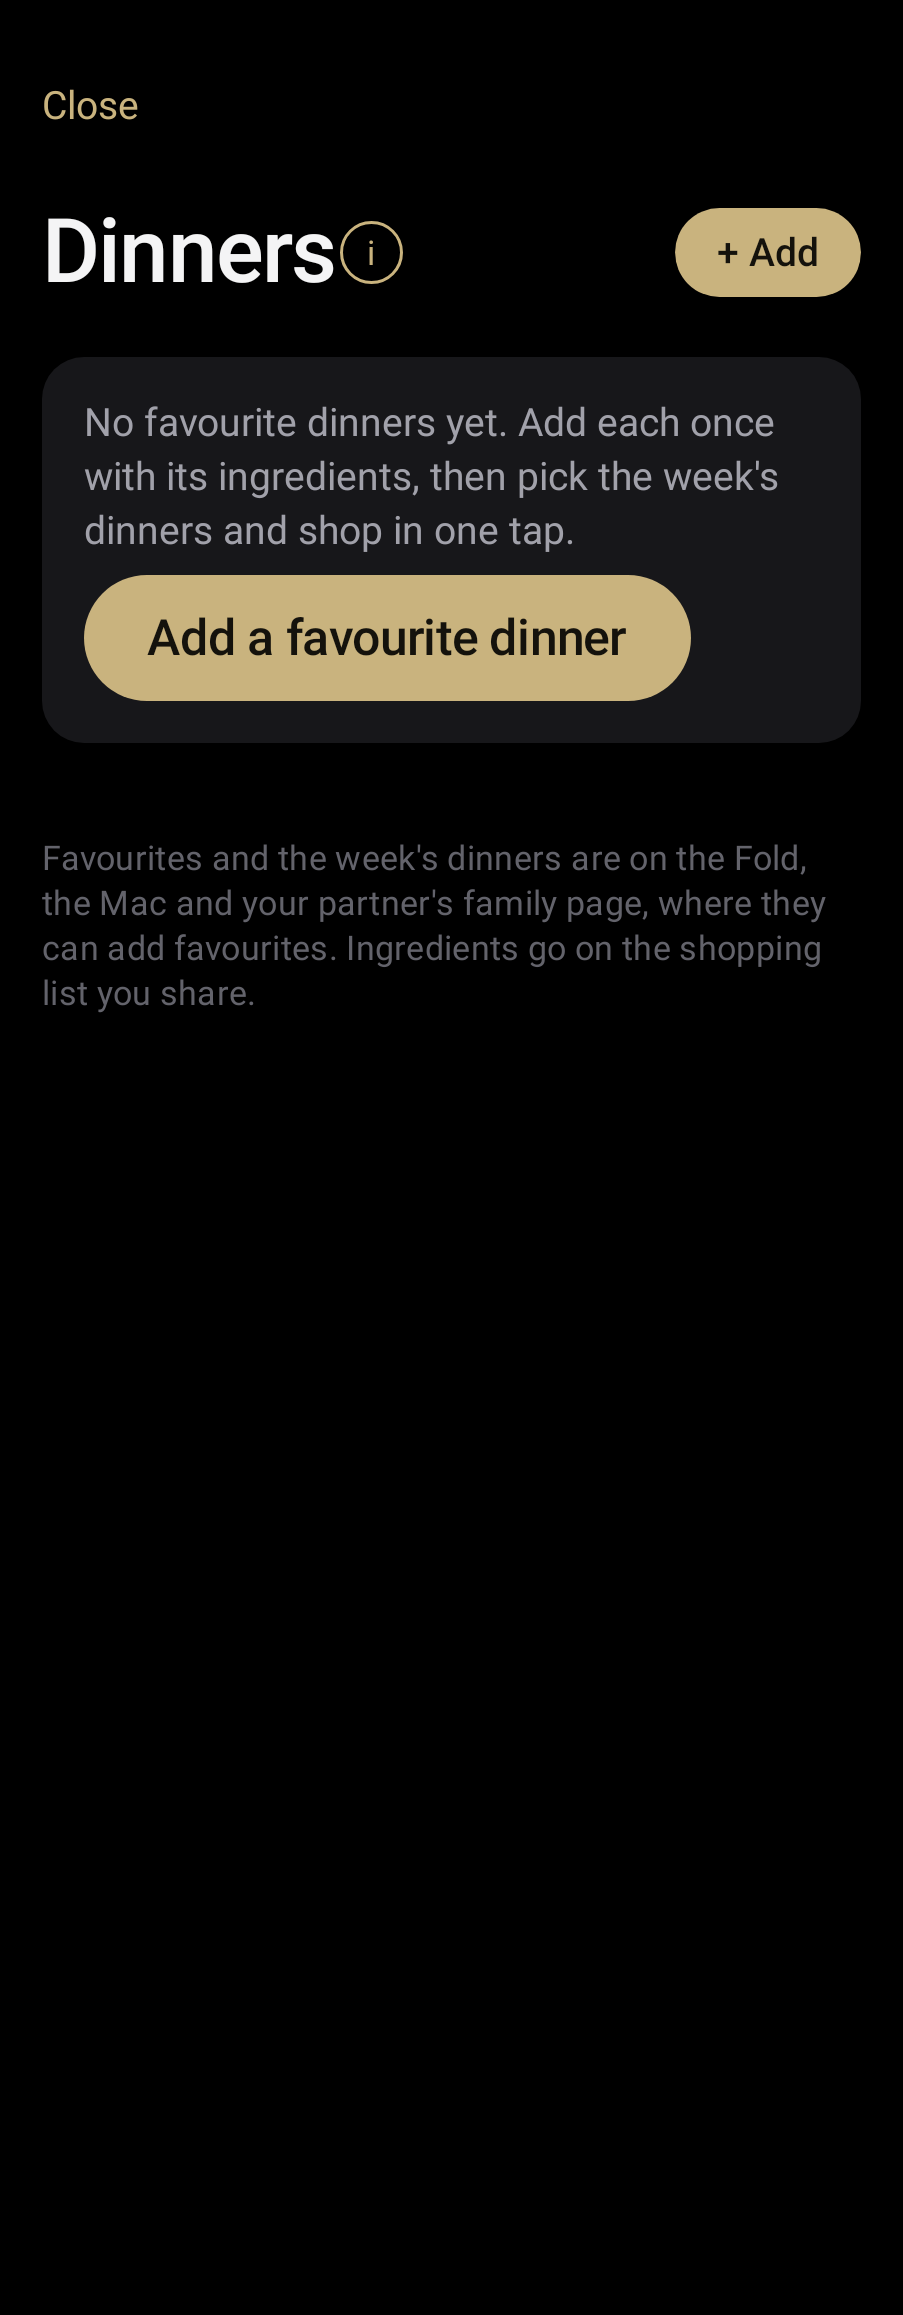 Close
Dinners
i
+ Add
No favourite dinners yet. Add each once
with its ingredients, then pick the week's
dinners and shop in one tap.
Add a favourite dinner
Favourites and the week's dinners are on the Fold,
the Mac and your partner's family page, where they
can add favourites. Ingredients go on the shopping
list you share.